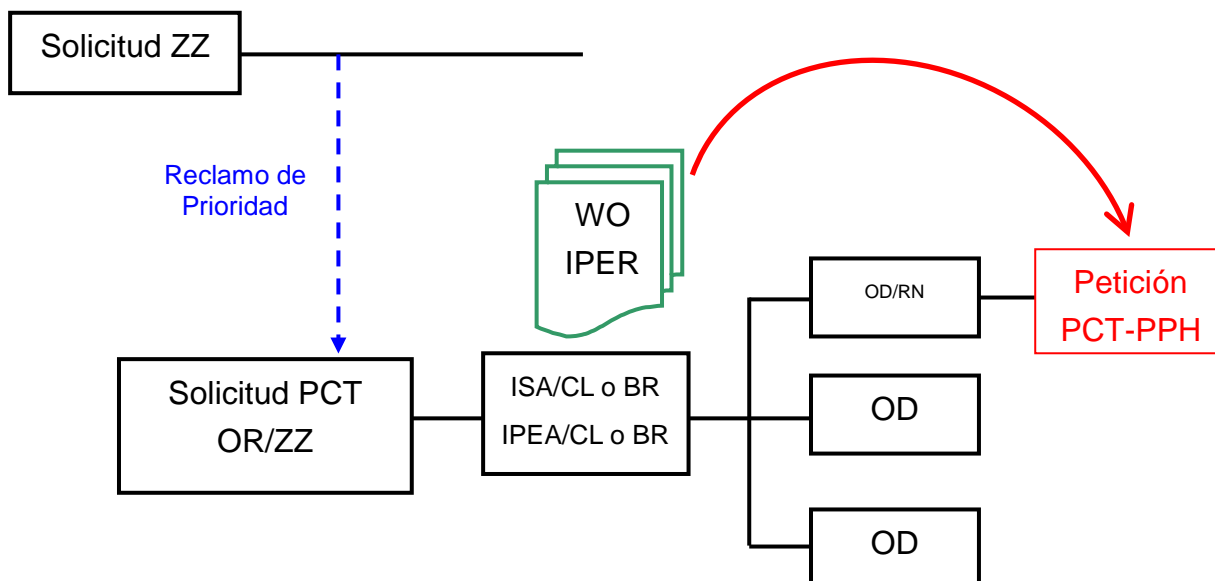 Solicitud ZZ
Reclamo de
Prioridad
WO
IPER
Solicitud PCT
OR/ZZ
ISA/CL o BR
IPEA/CL o BR
OD/RN
Petición
PCT-PPH
OD
OD